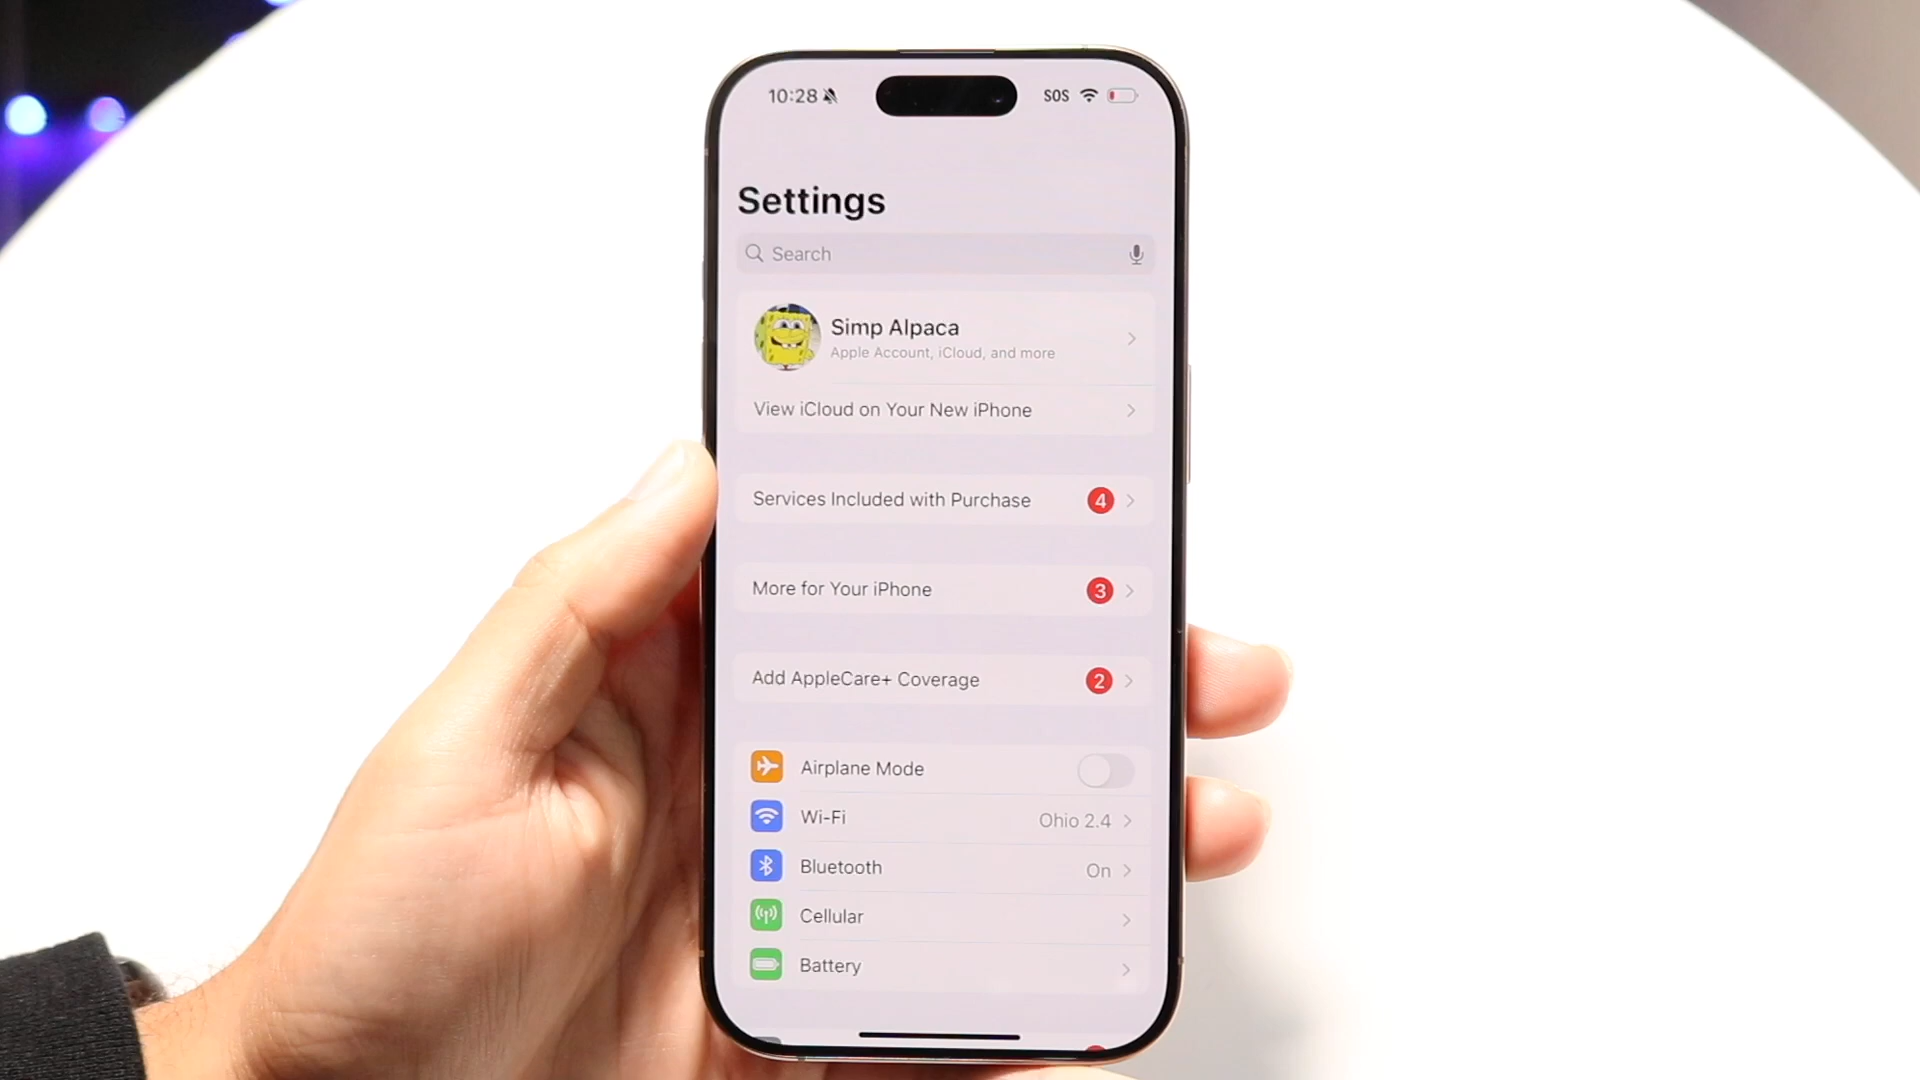 10:28 SOS
Settings
Search
Simp Alpaca
Apple Account, iCloud, and more
View iCloud on Your New iPhone
Services Included with Purchase 4
More for Your iPhone 3
Add AppleCare+ Coverage 2
Airplane Mode
Wi-Fi Ohio 2.4
Bluetooth On
Cellular
Battery